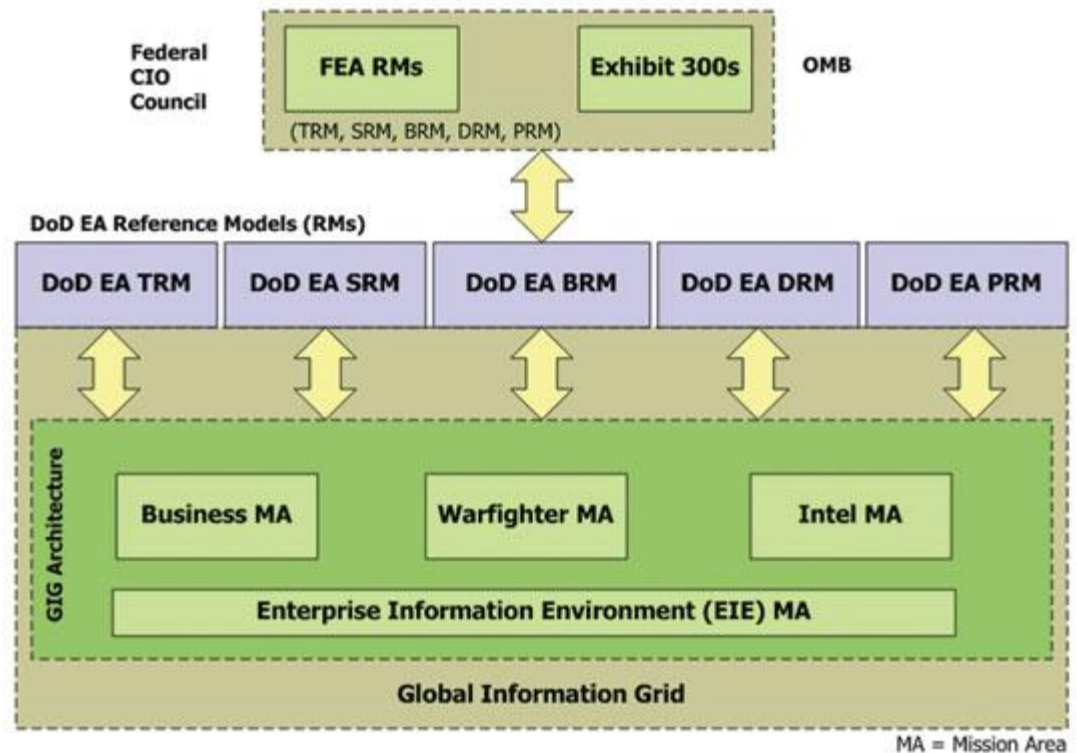 Federal
CIO
Council
FEA RMs
Exhibit 300s
OMB
(TRM, SRM, BRM, DRM, PRM)
DoD EA Reference Models (RMs)
DoD EA TRM
DoD EA SRM
DoD EA BRM
DoD EA DRM
DoD EA PRM
GIG Architecture
Business MA
Warfighter MA
Intel MA
Enterprise Information Environment (EIE) MA
Global Information Grid
MA = Mission Area